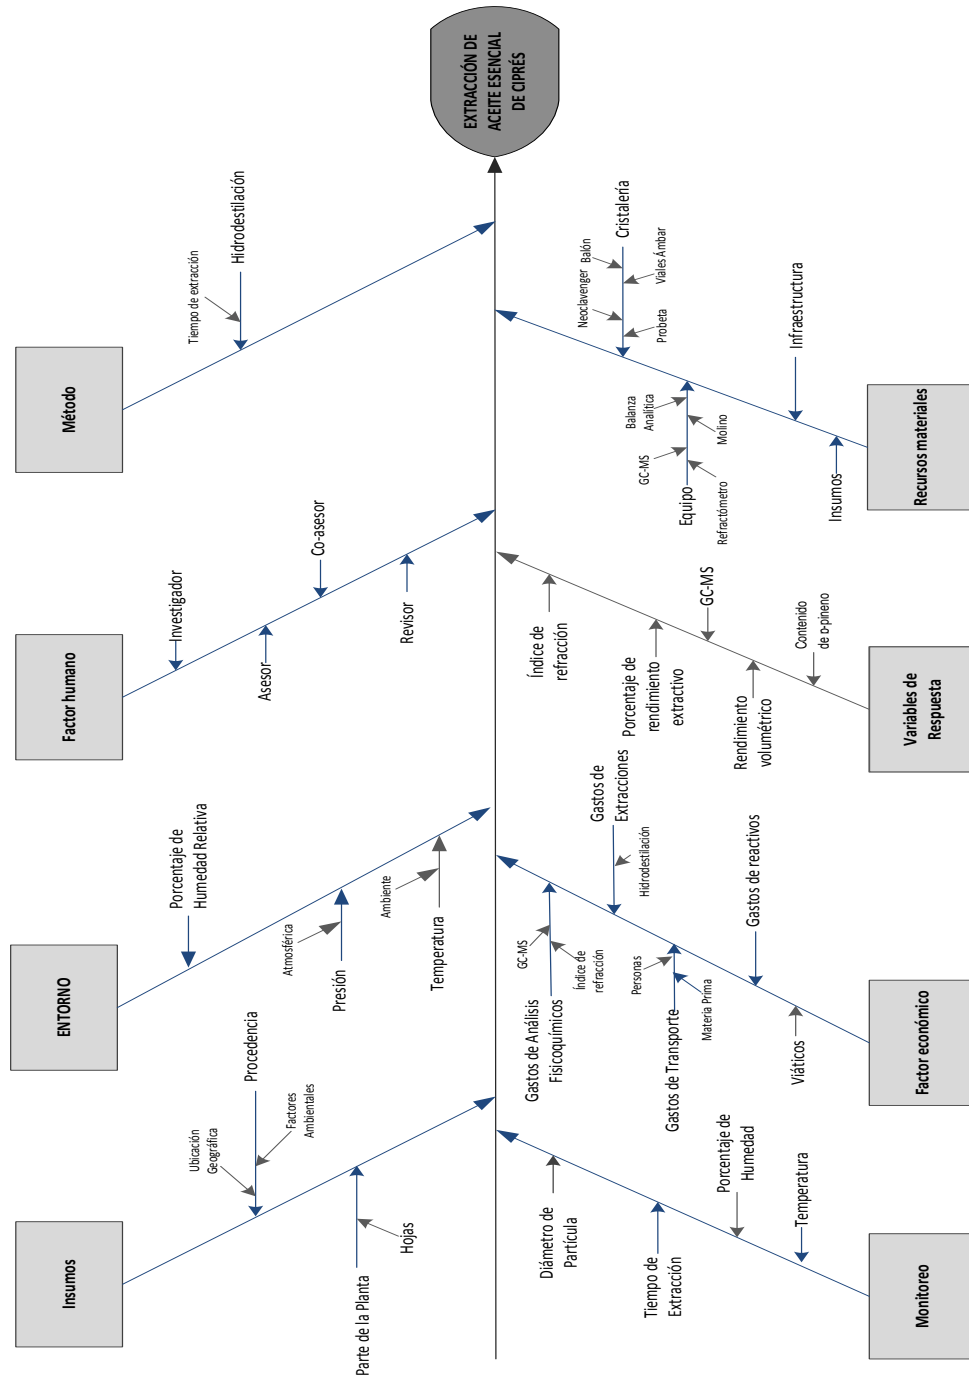 Insumos
Ubicación
Geográfica
Procedencia
Factores
Ambientales
Parte de la Planta
Hojas
ENTORNO
Porcentaje de
Humedad Relativa
Atmosférica
Presión
Ambiente
Temperatura
Factor humano
Investigador
Asesor
Co-asesor
Revisor
Método
Tiempo de extracción
Hidrodestilación
EXTRACCIÓN DE
ACEITE ESENCIAL
DE CIPRÉS
Diámetro de
Partícula
Tiempo de
Extracción
Porcentaje de
Humedad
Temperatura
Monitoreo
Gastos de Análisis
Fisicoquímicos
GC-MS
Índice de
refracción
Gastos de
Extracciones
Hidrodestilación
Gastos de Transporte
Personas
Materia Prima
Gastos de reactivos
Viáticos
Factor económico
Índice de
refracción
Porcentaje de
rendimiento
extractivo
GC-MS
Rendimiento
volumétrico
Contenido
de α-pineno
Variables de
Respuesta
Neoclavenger
Balón
Cristalería
Probeta
Viales Ámbar
Equipo
GC-MS
Balanza
Analítica
Refractómetro
Molino
Infraestructura
Insumos
Recursos materiales